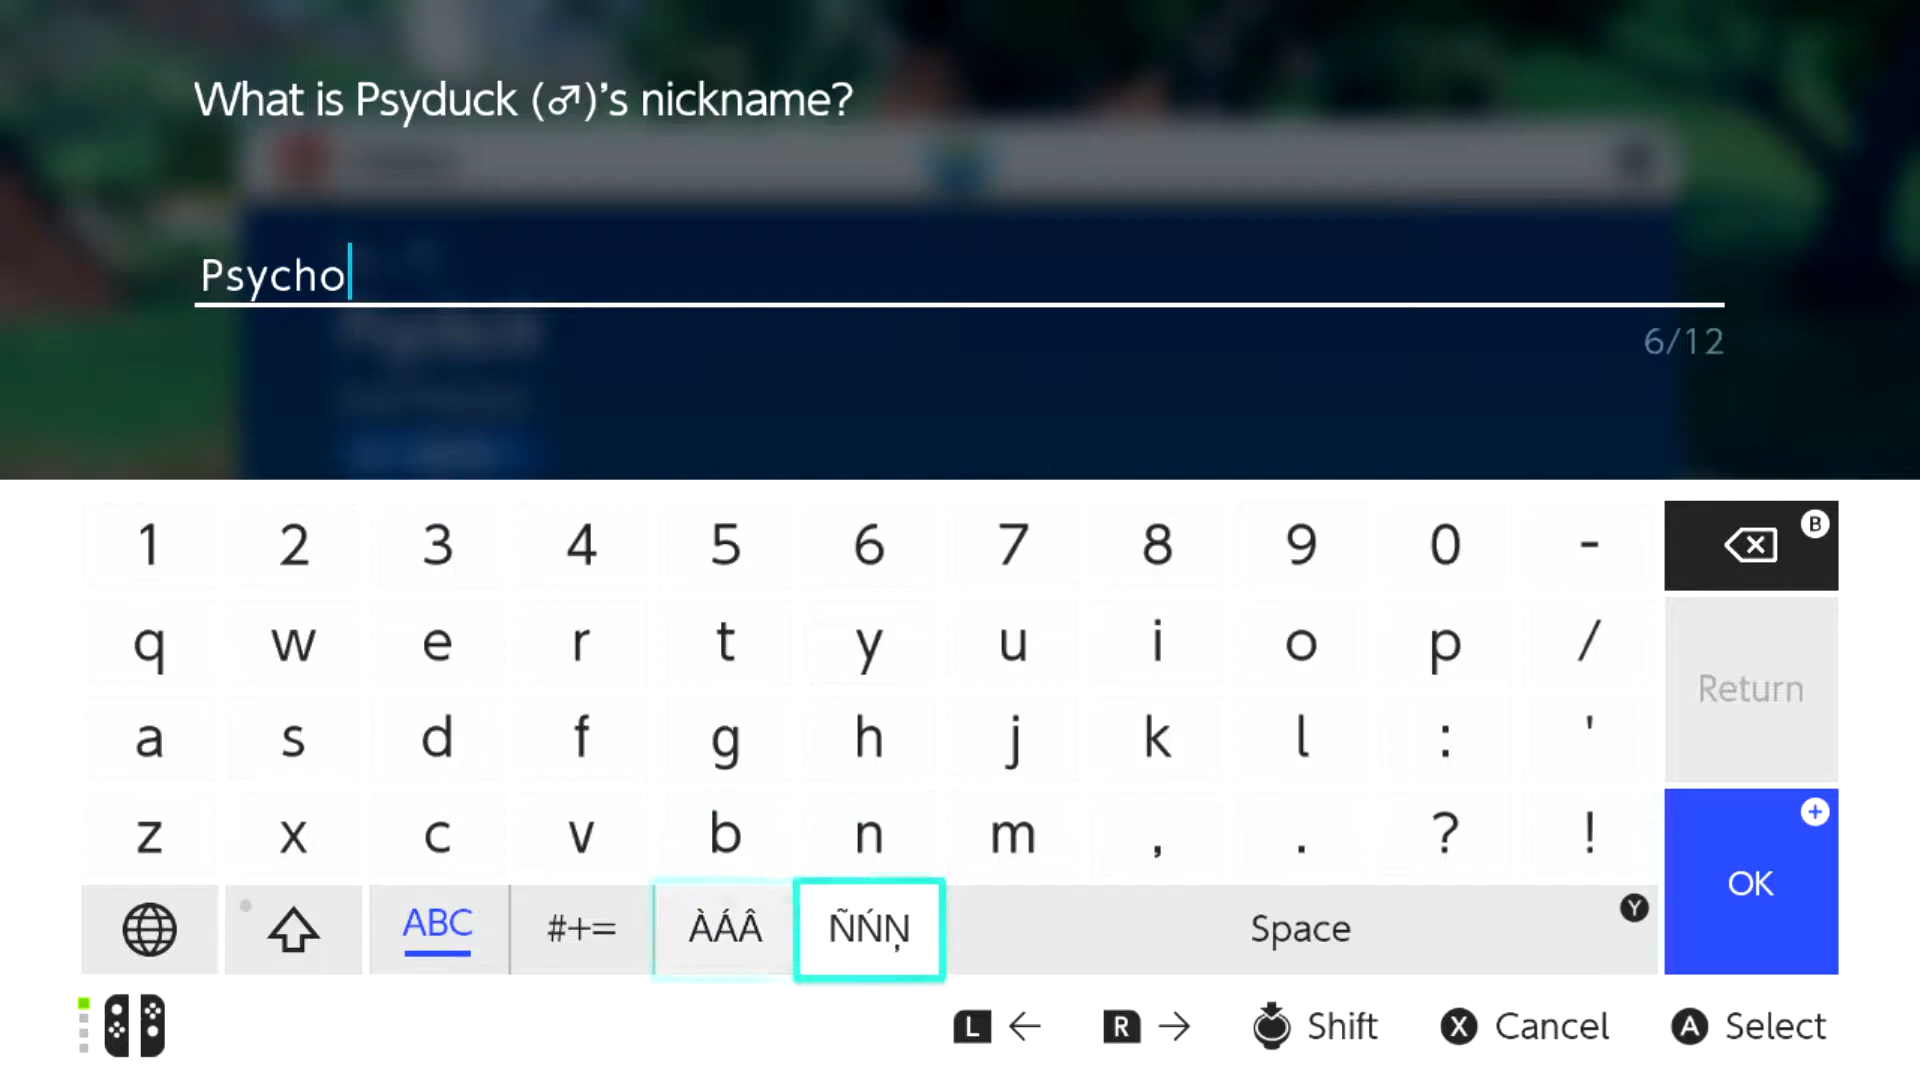 What is Psyduck (♂)'s nickname?
Psycho
6/12
1 2 3 4 5 6 7 8 9 0 - B
q w e r t y u i o p / Return
a s d f g h j k l : '
z x c v b n m , . ? ! + OK
ABC #+= ÀÁÂ ÑŃŅ Space Y
L ← R → Shift X Cancel A Select